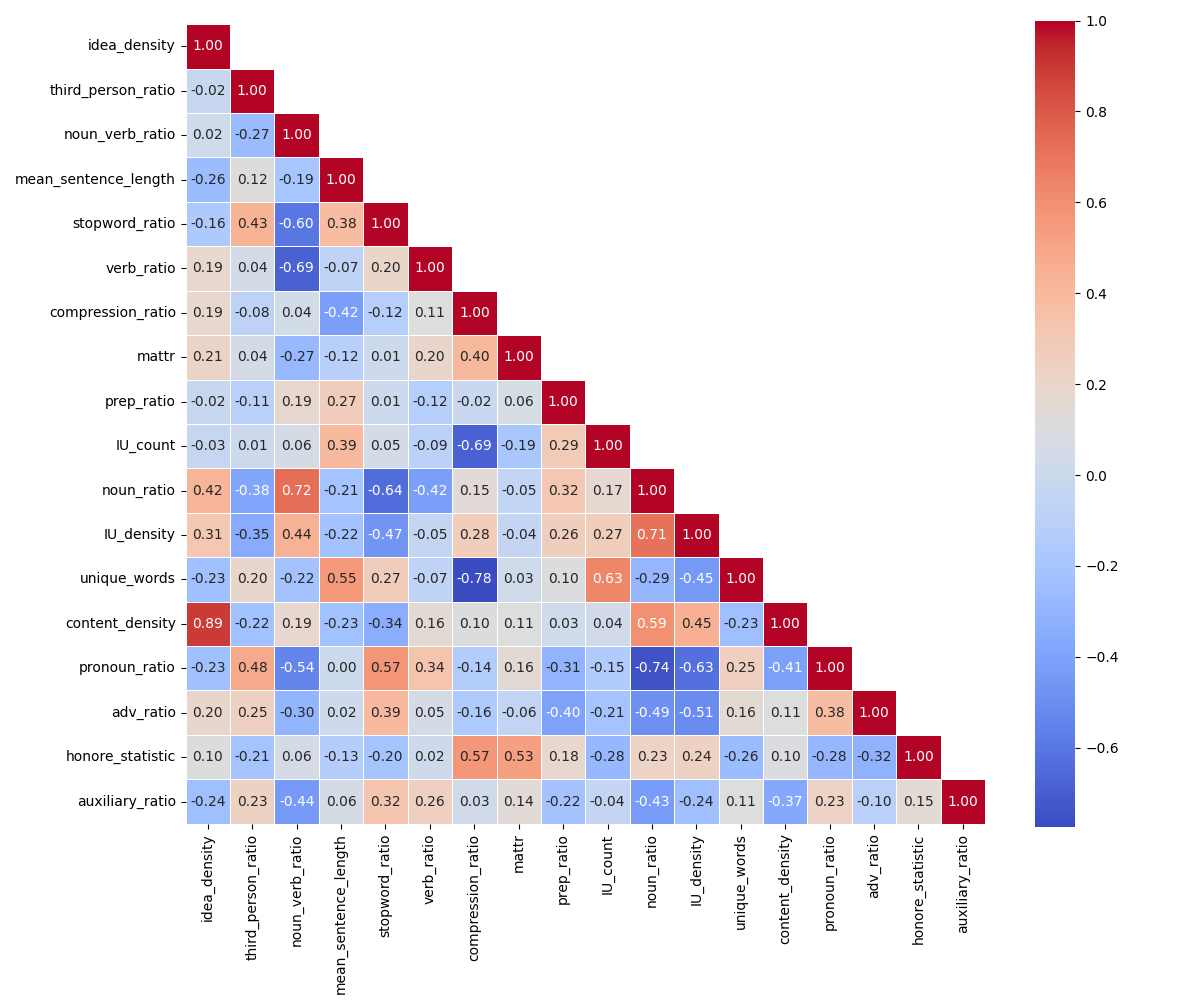 idea_density 1.00
third_person_ratio -0.02 1.00
noun_verb_ratio 0.02 -0.27 1.00
mean_sentence_length -0.26 0.12 -0.19 1.00
stopword_ratio -0.16 0.43 -0.60 0.38 1.00
verb_ratio 0.19 0.04 -0.69 -0.07 0.20 1.00
compression_ratio 0.19 -0.08 0.04 -0.42 -0.12 0.11 1.00
mattr 0.21 0.04 -0.27 -0.12 0.01 0.20 0.40 1.00
prep_ratio -0.02 -0.11 0.19 0.27 0.01 -0.12 -0.02 0.06 1.00
IU_count -0.03 0.01 0.06 0.39 0.05 -0.09 -0.69 -0.19 0.29 1.00
noun_ratio 0.42 -0.38 0.72 -0.21 -0.64 -0.42 0.15 -0.05 0.32 0.17 1.00
IU_density 0.31 -0.35 0.44 -0.22 -0.47 -0.05 0.28 -0.04 0.26 0.27 0.71 1.00
unique_words -0.23 0.20 -0.22 0.55 0.27 -0.07 -0.78 0.03 0.10 0.63 -0.29 -0.45 1.00
content_density 0.89 -0.22 0.19 -0.23 -0.34 0.16 0.10 0.11 0.03 0.04 0.59 0.45 -0.23 1.00
pronoun_ratio -0.23 0.48 -0.54 0.00 0.57 0.34 -0.14 0.16 -0.31 -0.15 -0.74 -0.63 0.25 -0.41 1.00
adv_ratio 0.20 0.25 -0.30 0.02 0.39 0.05 -0.16 -0.06 -0.40 -0.21 -0.49 -0.51 0.16 0.11 0.38 1.00
honore_statistic 0.10 -0.21 0.06 -0.13 -0.20 0.02 0.57 0.53 0.18 -0.28 0.23 0.24 -0.26 0.10 -0.28 -0.32 1.00
auxiliary_ratio -0.24 0.23 -0.44 0.06 0.32 0.26 0.03 0.14 -0.22 -0.04 -0.43 -0.24 0.11 -0.37 0.23 -0.10 0.15 1.00
idea_density
third_person_ratio
noun_verb_ratio
mean_sentence_length
stopword_ratio
verb_ratio
compression_ratio
mattr
prep_ratio
IU_count
noun_ratio
IU_density
unique_words
content_density
pronoun_ratio
adv_ratio
honore_statistic
auxiliary_ratio
1.0
0.8
0.6
0.4
0.2
0.0
−0.2
−0.4
−0.6